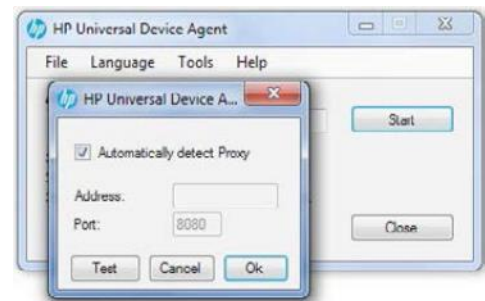 HP Universal Device Agent
File Language Tools Help
HP Universal Device A...
Start
Automatically detect Proxy
Address:
Port: 8080
Close
Test Cancel Ok